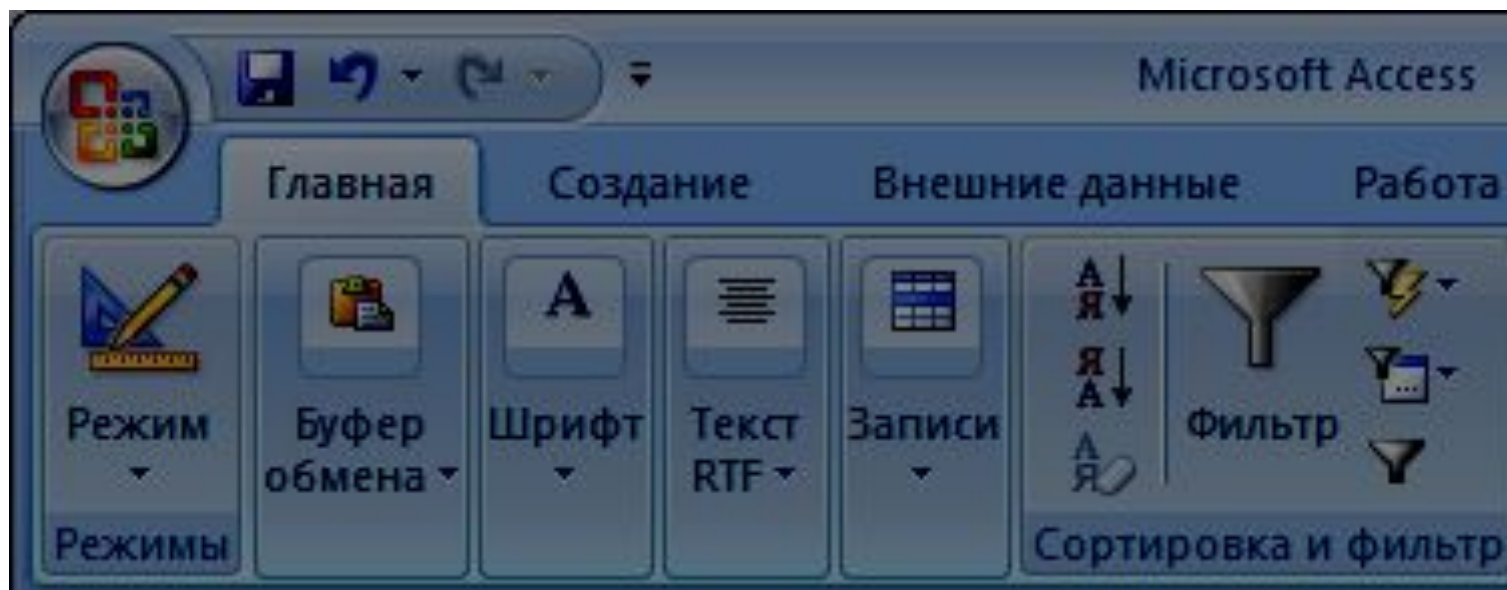 Microsoft Access
Главная Создание Внешние данные Работа
Режим Буфер обмена Шрифт Текст RTF Записи А Я Я А А Я Фильтр
Режимы Сортировка и фильтр